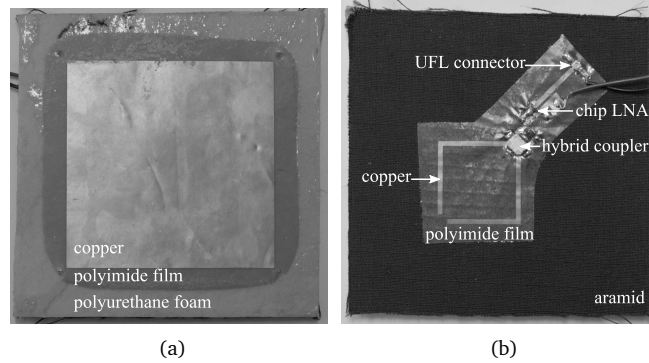 copper
polyimide film
polyurethane foam
UFL connector
chip LNA
hybrid coupler
copper
polyimide film
aramid
(a)
(b)